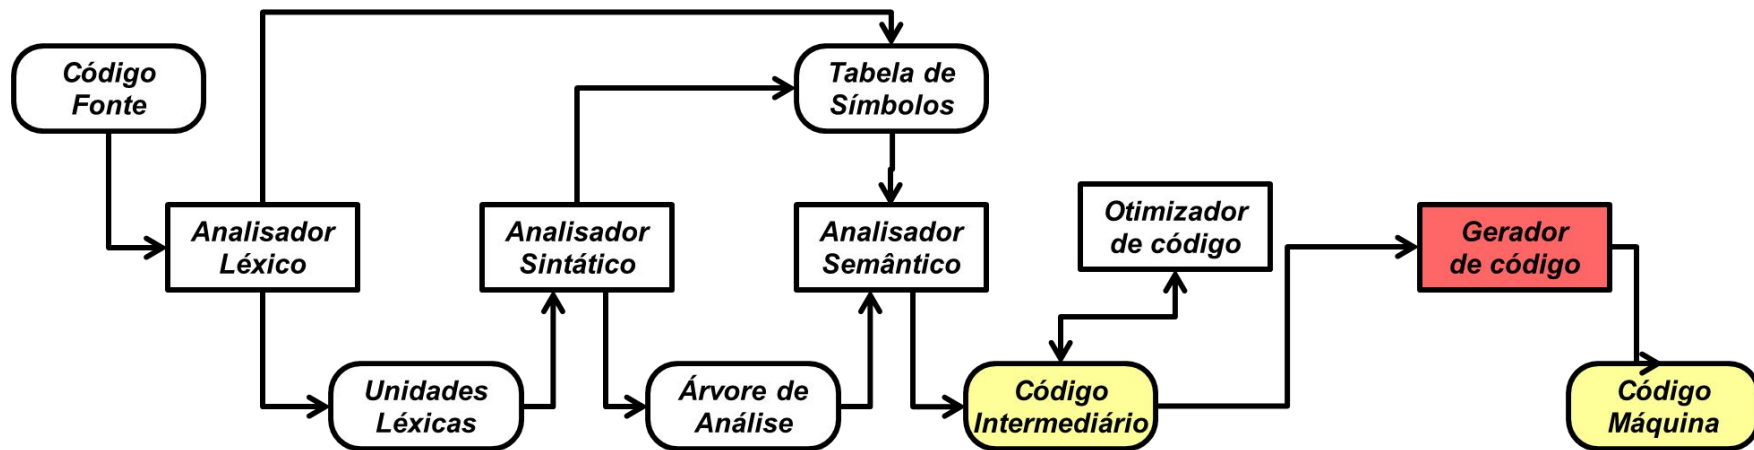 Código
Fonte
Tabela de
Símbolos
Analisador
Léxico
Analisador
Sintático
Analisador
Semântico
Otimizador
de código
Gerador
de código
Unidades
Léxicas
Árvore de
Análise
Código
Intermediário
Código
Máquina